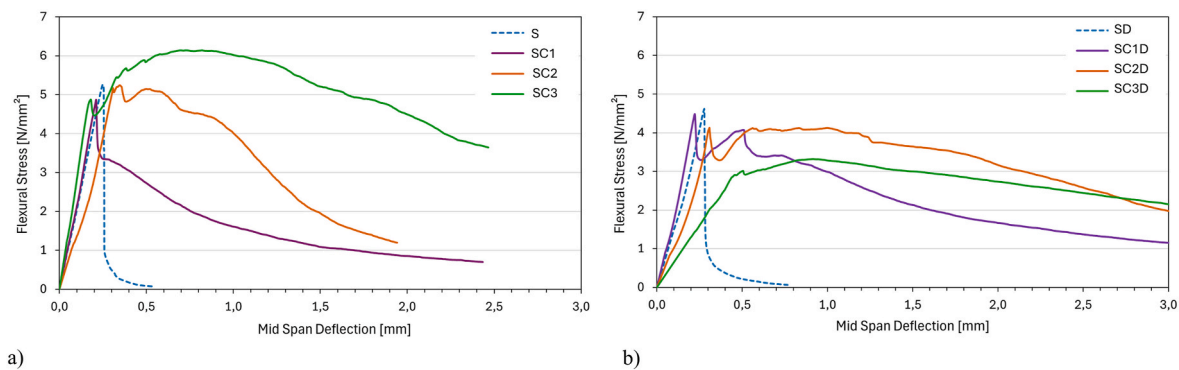 7
6
5
4
3
2
1
0
Flexural Stress [N/mm²]
0,0
0,5
1,0
1,5
2,0
2,5
3,0
Mid Span Deflection [mm]
S
SC1
SC2
SC3
a)
7
6
5
4
3
2
1
0
Flexural Stress [N/mm²]
0,0
0,5
1,0
1,5
2,0
2,5
3,0
Mid Span Deflection [mm]
SD
SC1D
SC2D
SC3D
b)